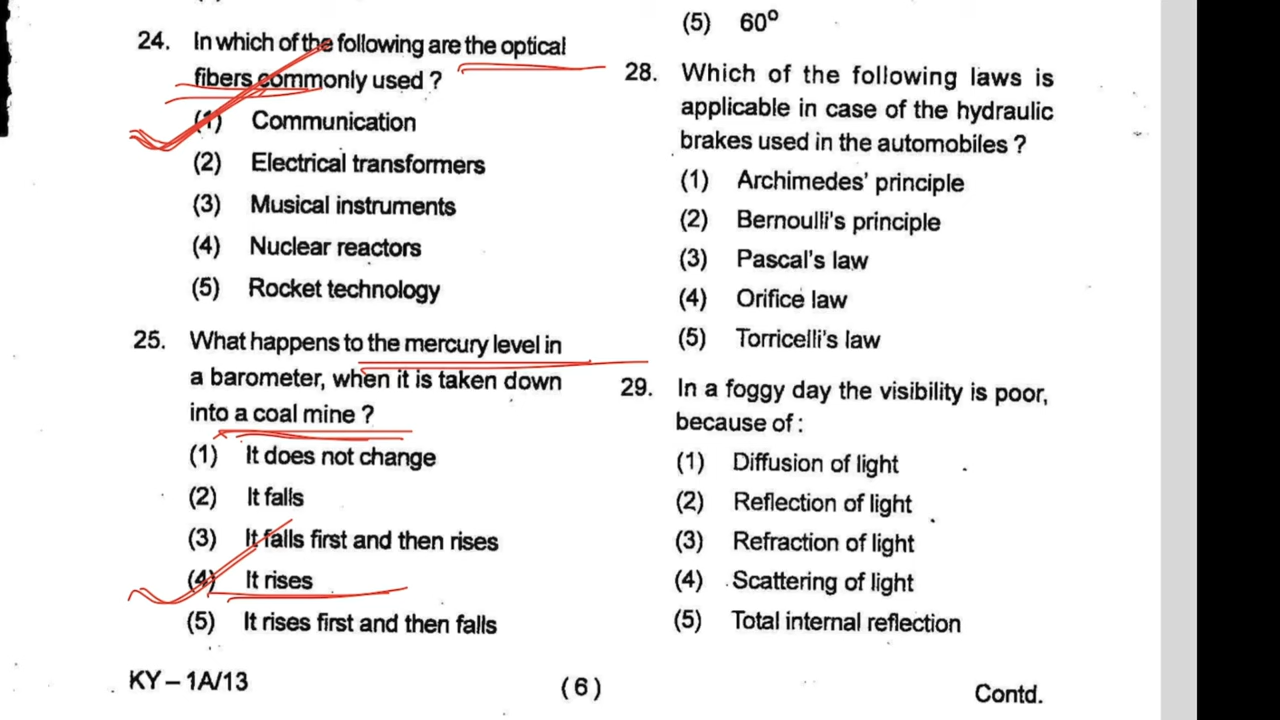 24. In which of the following are the optical
fibers commonly used ?
(1) Communication
(2) Electrical transformers
(3) Musical instruments
(4) Nuclear reactors
(5) Rocket technology
25. What happens to the mercury level in
a barometer, when it is taken down
into a coal mine ?
(1) It does not change
(2) It falls
(3) It falls first and then rises
(4) It rises
(5) It rises first and then falls
KY – 1A/13
(5) 60°
28. Which of the following laws is
applicable in case of the hydraulic
brakes used in the automobiles ?
(1) Archimedes' principle
(2) Bernoulli's principle
(3) Pascal's law
(4) Orifice law
(5) Torricelli's law
29. In a foggy day the visibility is poor,
because of :
(1) Diffusion of light
(2) Reflection of light
(3) Refraction of light
(4) Scattering of light
(5) Total internal reflection
(6)
Contd.